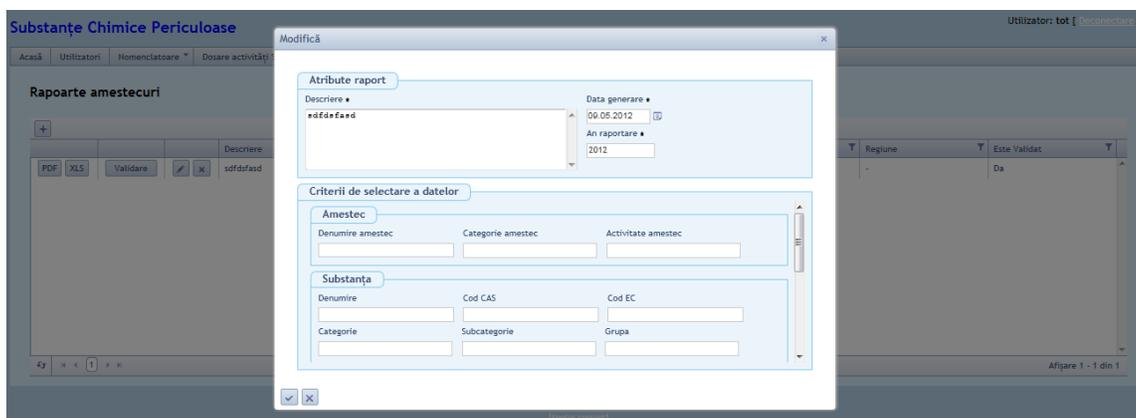 Substanțe Chimice Periculoase
Utilizator: tot [ Deconectare
Acasă Utilizatori Nomenclatoare Dosare activități
Rapoarte amestecuri
Descriere Regiune Este Validat
PDF XLS Validare sdfdsfasd - Da
1 Afișare 1 - 1 din 1
Modifică
Atribute raport
Descriere Data generare
sdfdsfasd 09.05.2012
An raportare
2012
Criterii de selectare a datelor
Amestec
Denumire amestec Categorie amestec Activitate amestec
Substanța
Denumire Cod CAS Cod EC
Categorie Subcategorie Grupa